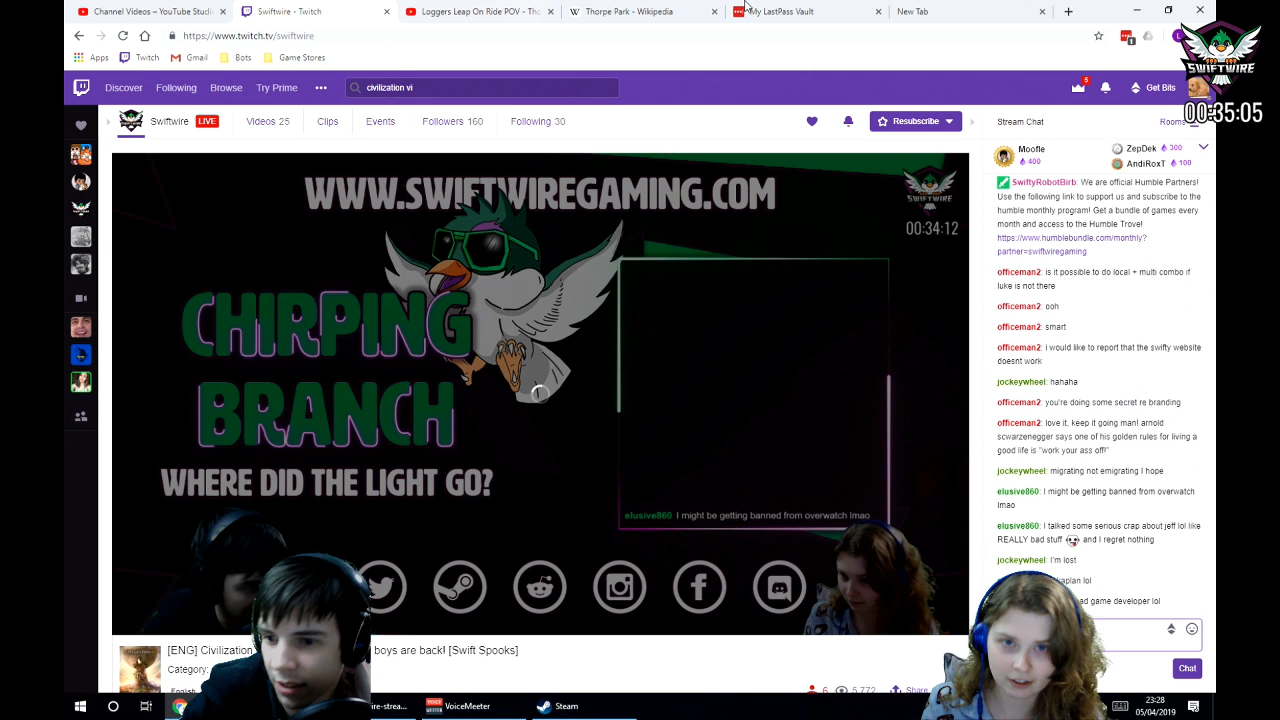 Channel Videos – YouTube Studi
Swiftwire - Twitch
Loggers Leap On Ride POV - Tho
Thorpe Park - Wikipedia
My LastPass Vault
New Tab
https://www.twitch.tv/swiftwire
Apps Twitch Gmail Bots Game Stores
SWIFTWIRE
00:35:05
Discover Following Browse Try Prime ••• civilization vi 5 Get Bits
Swiftwire LIVE Videos 25 Clips Events Followers 160 Following 30 Resubscribe
Stream Chat Rooms
Moofle 400
ZepDek 300
AndiRoxT 100
WWW.SWIFTWIREGAMING.COM
SWIFTWIRE
00:34:12
CHIRPING
BRANCH
WHERE DID THE LIGHT GO?
elusive860 I might be getting banned from overwatch lmao
SwiftyRobotBirb: We are official Humble Partners!
Use the following link to support us and subscribe to
the humble monthly program! Get a bundle of games every
month and access to the Humble Trove!
https://www.humblebundle.com/monthly?
partner=swiftwiregaming
officeman2: is it possible to do local + multi combo if
luke is not there
officeman2: ooh
officeman2: smart
officeman2: i would like to report that the swifty website
doesnt work
jockeywheel: hahaha
officeman2: you're doing some secret re branding
officeman2: love it, keep it going man! arnold
scwarzenegger says one of his golden rules for living a
good life is "work your ass off!"
jockeywheel: migrating not emigrating I hope
elusive860: I might be getting banned from overwatch
lmao
elusive860: I talked some serious crap about jeff lol like
REALLY bad stuff and I regret nothing
jockeywheel: I'm lost
kaplan lol
game developer lol
Chat
[ENG] Civilization boys are back! [Swift Spooks]
Category:
English
6 5,772 Share
VoiceMeeter
Steam
23:28
05/04/2019